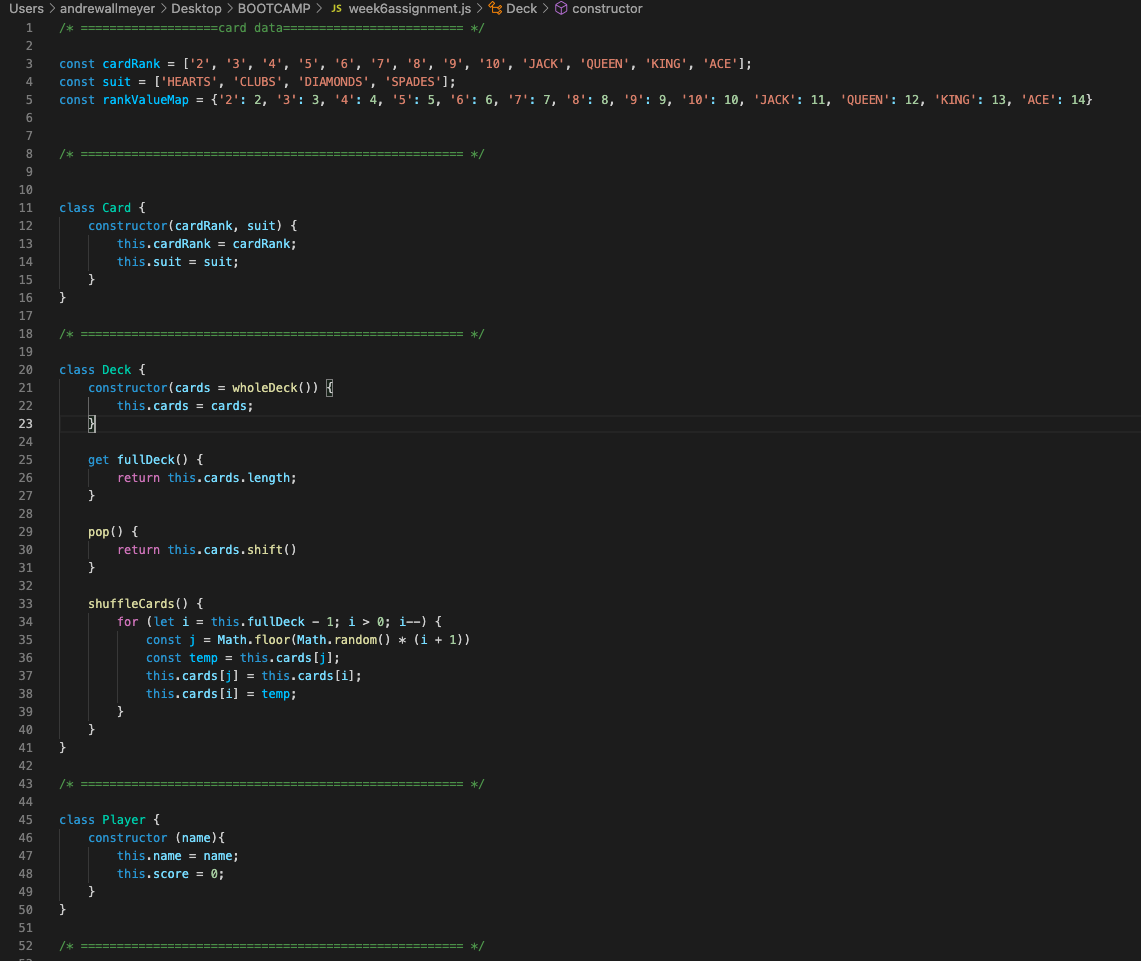 Users > andrewallmeyer > Desktop > BOOTCAMP > JS week6assignment.js > Deck > constructor
1 /* ===================card data========================= */
2
3 const cardRank = ['2', '3', '4', '5', '6', '7', '8', '9', '10', 'JACK', 'QUEEN', 'KING', 'ACE'];
4 const suit = ['HEARTS', 'CLUBS', 'DIAMONDS', 'SPADES'];
5 const rankValueMap = {'2': 2, '3': 3, '4': 4, '5': 5, '6': 6, '7': 7, '8': 8, '9': 9, '10': 10, 'JACK': 11, 'QUEEN': 12, 'KING': 13, 'ACE': 14}
6
7
8 /* ===================================================== */
9
10
11 class Card {
12     constructor(cardRank, suit) {
13         this.cardRank = cardRank;
14         this.suit = suit;
15     }
16 }
17
18 /* ===================================================== */
19
20 class Deck {
21     constructor(cards = wholeDeck()) {
22         this.cards = cards;
23     }
24
25     get fullDeck() {
26         return this.cards.length;
27     }
28
29     pop() {
30         return this.cards.shift()
31     }
32
33     shuffleCards() {
34         for (let i = this.fullDeck - 1; i > 0; i--) {
35             const j = Math.floor(Math.random() * (i + 1))
36             const temp = this.cards[j];
37             this.cards[j] = this.cards[i];
38             this.cards[i] = temp;
39         }
40     }
41 }
42
43 /* ===================================================== */
44
45 class Player {
46     constructor (name){
47         this.name = name;
48         this.score = 0;
49     }
50 }
51
52 /* ===================================================== */